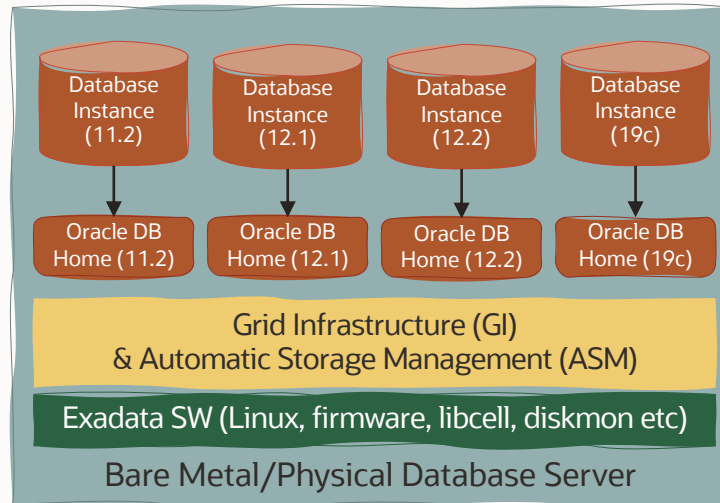 Database
Instance
(11.2)
Database
Instance
(12.1)
Database
Instance
(12.2)
Database
Instance
(19c)
Oracle DB
Home (11.2)
Oracle DB
Home (12.1)
Oracle DB
Home (12.2)
Oracle DB
Home (19c)
Grid Infrastructure (GI)
& Automatic Storage Management (ASM)
Exadata SW (Linux, firmware, libcell, diskmon etc)
Bare Metal/Physical Database Server